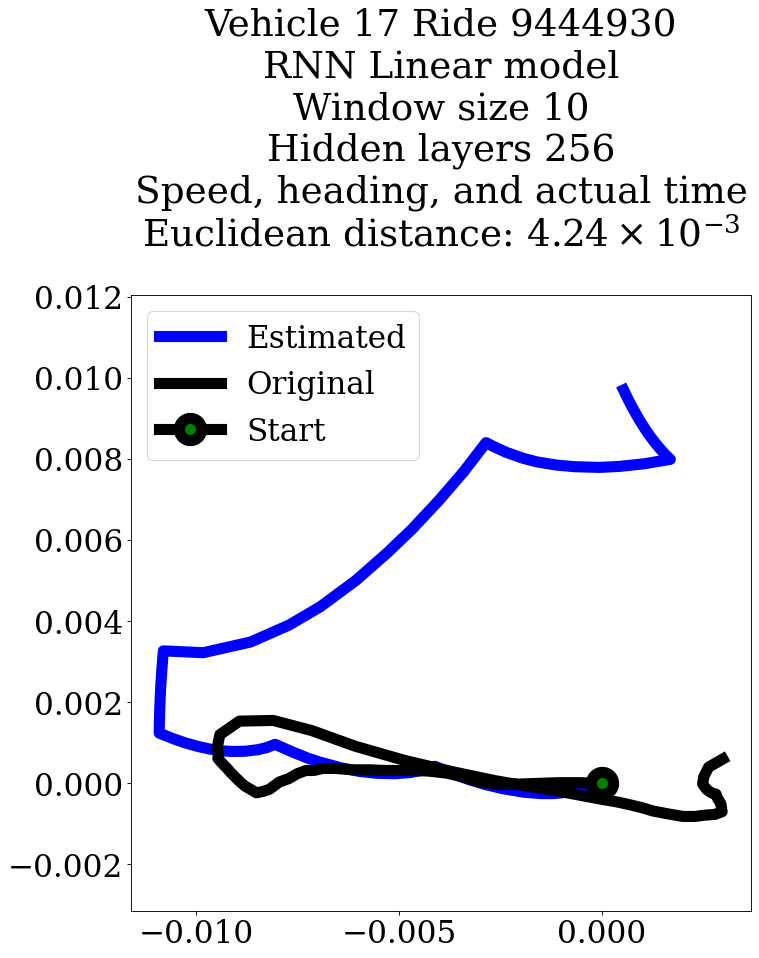 Vehicle 17 Ride 9444930
RNN Linear model
Window size 10
Hidden layers 256
Speed, heading, and actual time
Euclidean distance: 4.24 × 10⁻³
0.012
0.010
0.008
0.006
0.004
0.002
0.000
−0.002
Estimated
Original
Start
−0.010
−0.005
0.000